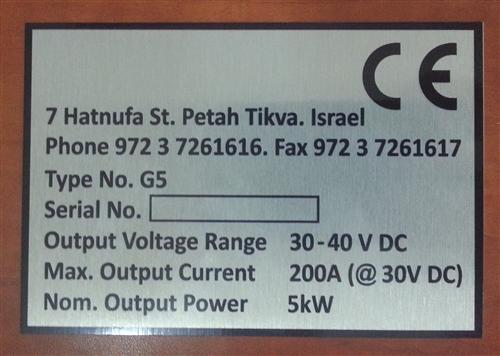 CE
7 Hatnufa St. Petah Tikva. Israel
Phone 972 3 7261616. Fax 972 3 7261617
Type No. G5
Serial No.
Output Voltage Range 30-40 V DC
Max. Output Current 200A (@ 30V DC)
Nom. Output Power 5kW